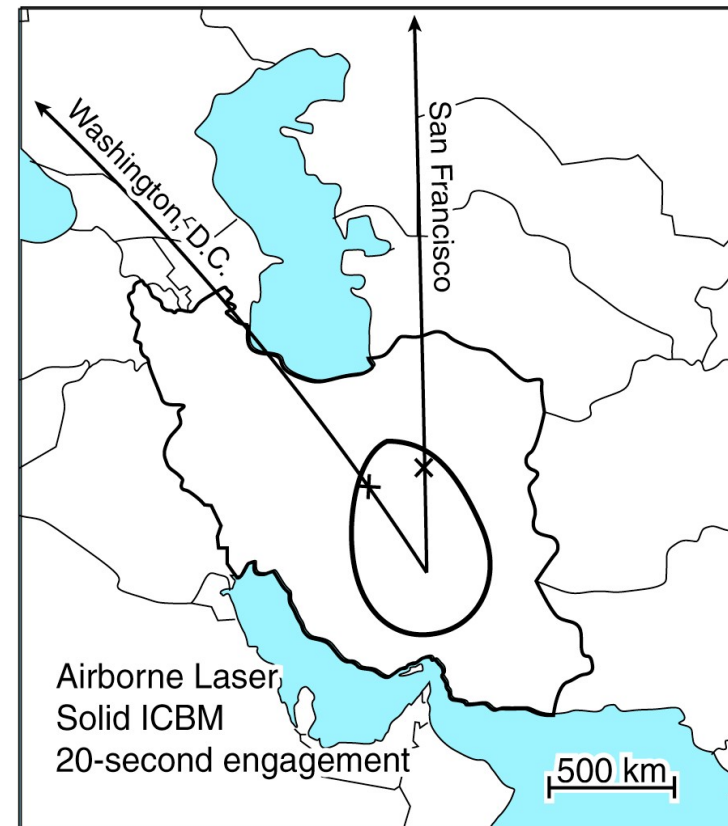 San Francisco
Washington, D.C.
Airborne Laser
Solid ICBM
20-second engagement
500 km